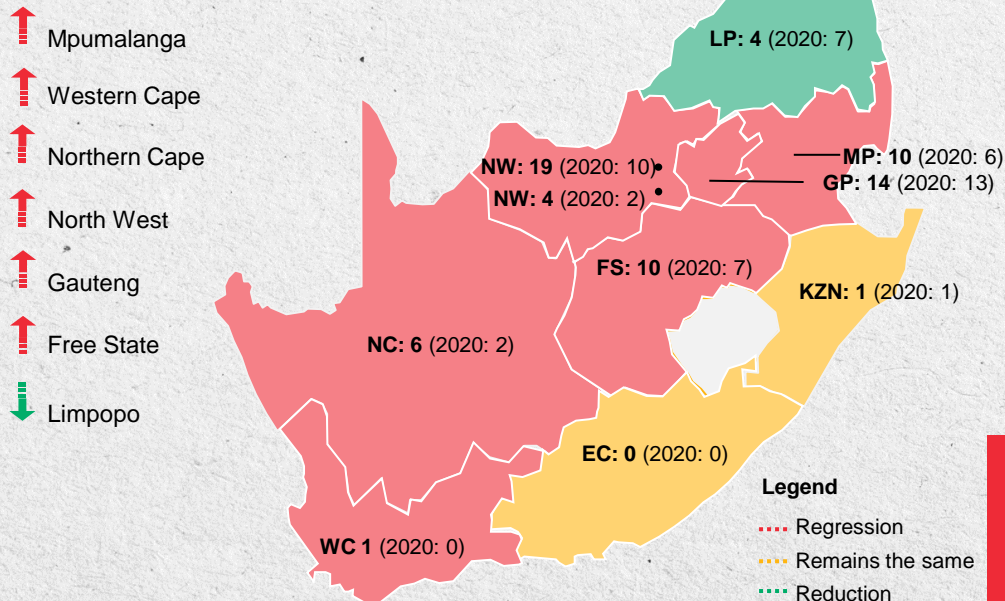 Mpumalanga
Western Cape
Northern Cape
North West
Gauteng
Free State
Limpopo
LP: 4 (2020: 7)
NW: 19 (2020: 10)
NW: 4 (2020: 2)
MP: 10 (2020: 6)
GP: 14 (2020: 13)
FS: 10 (2020: 7)
KZN: 1 (2020: 1)
NC: 6 (2020: 2)
EC: 0 (2020: 0)
WC 1 (2020: 0)
Legend
Regression
Remains the same
Reduction